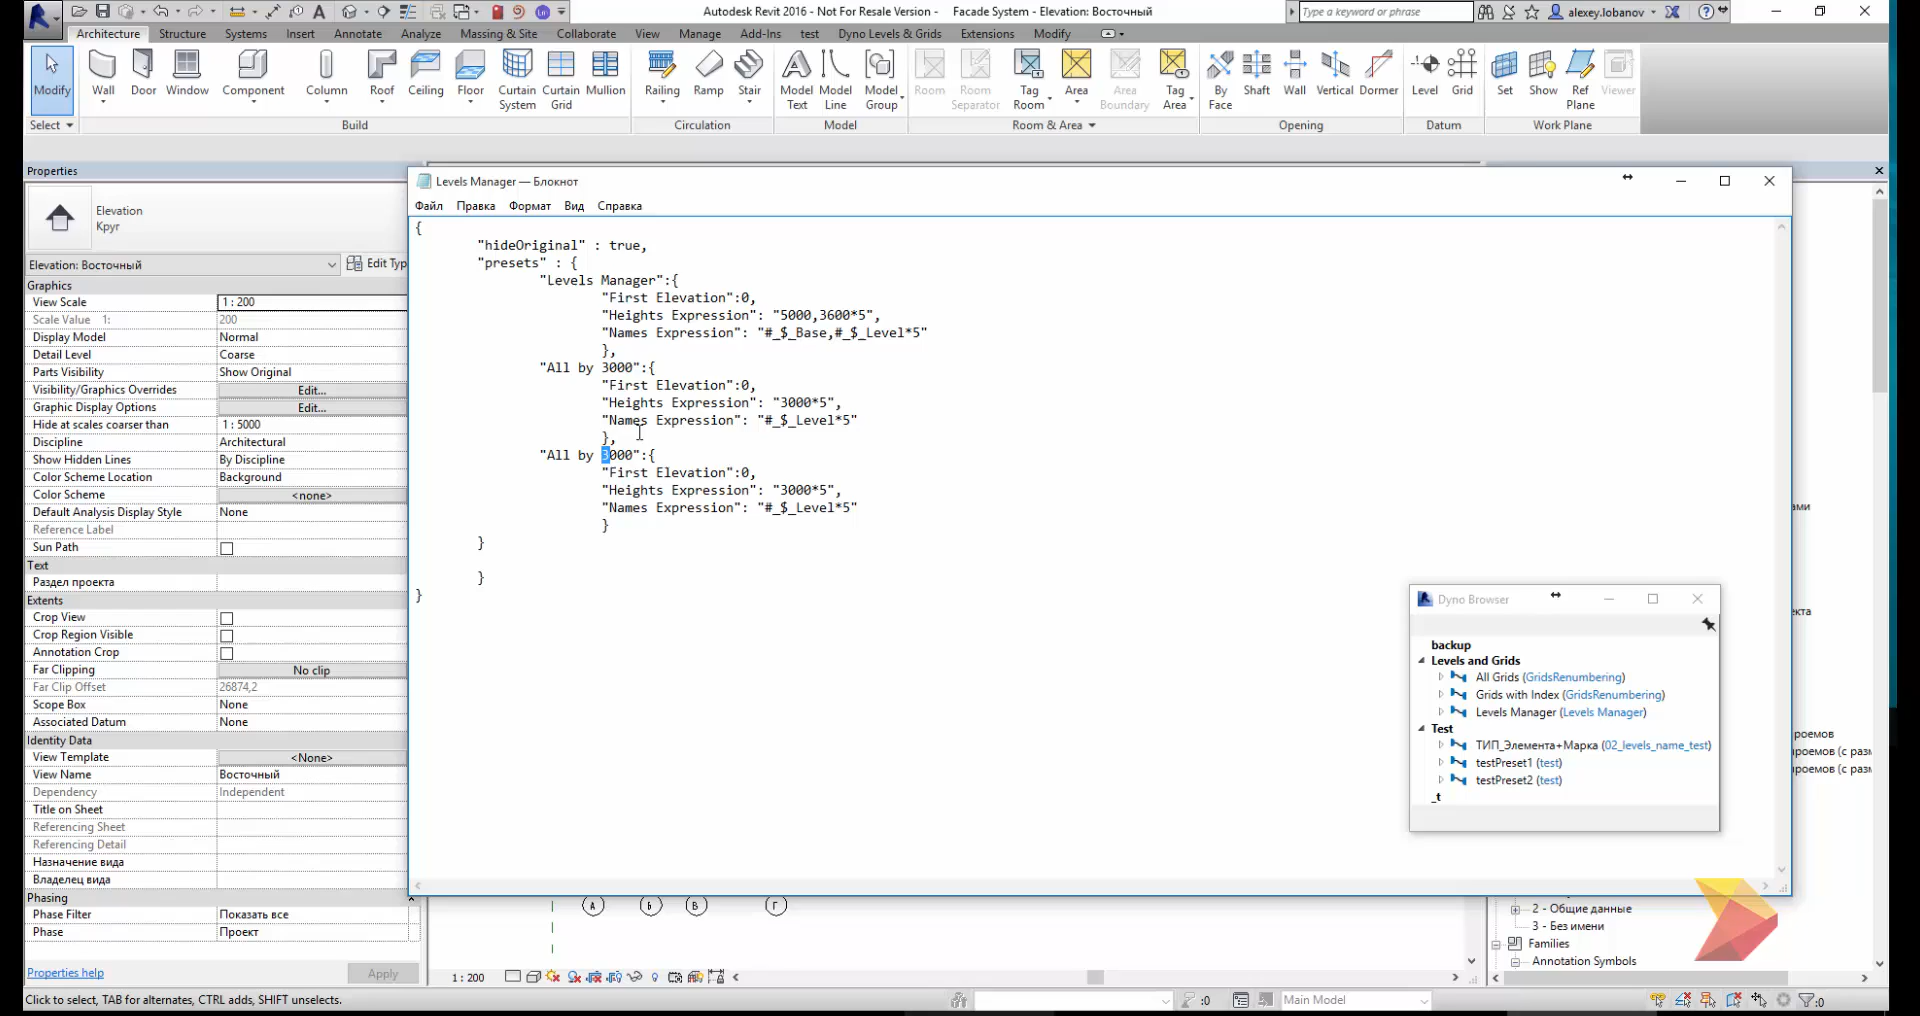 Autodesk Revit 2016 - Not For Resale Version -    Facade System - Elevation: Восточный
Type a keyword or phrase
alexey.lobanov
Architecture Structure Systems Insert Annotate Analyze Massing & Site Collaborate View Manage Add-Ins test Dyno Levels & Grids Extensions Modify
Modify Wall Door Window Component Column Roof Ceiling Floor Curtain System Curtain Grid Mullion Railing Ramp Stair Model Text Model Line Model Group Room Room Separator Tag Room Area Area Boundary Tag Area By Face Shaft Wall Vertical Dormer Level Grid Set Show Ref Plane Viewer
Select Build Circulation Model Room & Area Opening Datum Work Plane
Properties
Elevation
Круг
Elevation: Восточный Edit Typ
Graphics
View Scale 1 : 200
Scale Value 1: 200
Display Model Normal
Detail Level Coarse
Parts Visibility Show Original
Visibility/Graphics Overrides Edit...
Graphic Display Options Edit...
Hide at scales coarser than 1 : 5000
Discipline Architectural
Show Hidden Lines By Discipline
Color Scheme Location Background
Color Scheme <none>
Default Analysis Display Style None
Reference Label
Sun Path
Text
Раздел проекта
Extents
Crop View
Crop Region Visible
Annotation Crop
Far Clipping No clip
Far Clip Offset 26874,2
Scope Box None
Associated Datum None
Identity Data
View Template <None>
View Name Восточный
Dependency Independent
Title on Sheet
Referencing Sheet
Referencing Detail
Назначение вида
Владелец вида
Phasing
Phase Filter Показать все
Phase Проект
Properties help Apply
Levels Manager — Блокнот
Файл Правка Формат Вид Справка
{
"hideOriginal" : true,
"presets" : {
"Levels Manager":{
"First Elevation":0,
"Heights Expression": "5000,3600*5",
"Names Expression": "#_$_Base,#_$_Level*5"
},
"All by 3000":{
"First Elevation":0,
"Heights Expression": "3000*5",
"Names Expression": "#_$_Level*5"
},
"All by 3000":{
"First Elevation":0,
"Heights Expression": "3000*5",
"Names Expression": "#_$_Level*5"
}
}
}
}
Dyno Browser
backup
Levels and Grids
All Grids (GridsRenumbering)
Grids with Index (GridsRenumbering)
Levels Manager (Levels Manager)
Test
ТИП_Элемента+Марка (02_levels_name_test)
testPreset1 (test)
testPreset2 (test)
_t
ами
екта
роемов
проемов (с разм
проемов (с разм
А Б В Г
2 - Общие данные
3 - Без имени
Families
Annotation Symbols
1 : 200
Click to select, TAB for alternates, CTRL adds, SHIFT unselects.
:0 Main Model :0